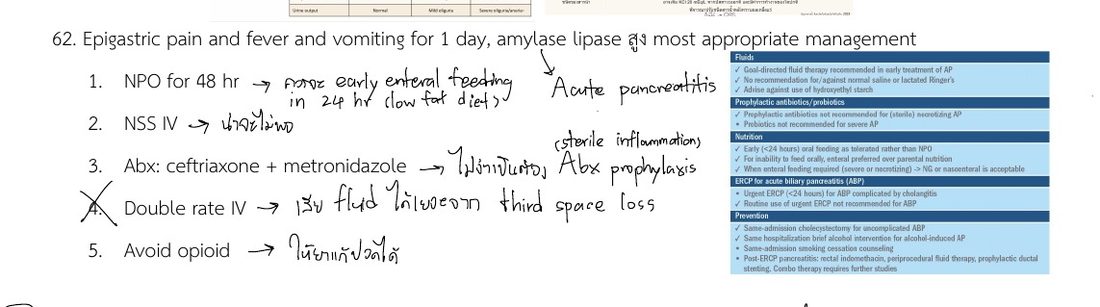 Urine output Normal Mild oliguria Severe oliguria/anuria
62. Epigastric pain and fever and vomiting for 1 day, amylase lipase สูง most appropriate management
Acute pancreatitis
1. NPO for 48 hr → ควรจะ early enteral feeding
in 24 hr (low fat diet)
2. NSS IV → น่าจะไม่พอ
(sterile inflammation)
3. Abx: ceftriaxone + metronidazole → ไม่จำเป็นต้อง Abx prophylaxis
4. Double rate IV → เสีย fluid ได้เยอะจาก third space loss
5. Avoid opioid → ให้ยาแก้ปวดได้
Fluids
✓ Goal-directed fluid therapy recommended in early treatment of AP
✓ No recommendation for/against normal saline or lactated Ringer's
✓ Advise against use of hydroxyethyl starch
Prophylactic antibiotics/probiotics
✓ Prophylactic antibiotics not recommended for (sterile) necrotizing AP
• Probiotics not recommended for severe AP
Nutrition
✓ Early (<24 hours) oral feeding as tolerated rather than NPO
✓ For inability to feed orally, enteral preferred over parental nutrition
✓ When enteral feeding required (severe or necrotizing) -> NG or nasoenteral is acceptable
ERCP for acute biliary pancreatitis (ABP)
• Urgent ERCP (<24 hours) for ABP complicated by cholangitis
✓ Routine use of urgent ERCP not recommended for ABP
Prevention
✓ Same-admission cholecystectomy for uncomplicated ABP
✓ Same hospitalization brief alcohol intervention for alcohol-induced AP
• Same-admission smoking cessation counseling
• Post-ERCP pancreatitis: rectal indomethacin, periprocedural fluid therapy, prophylactic ductal
stenting. Combo therapy requires further studies